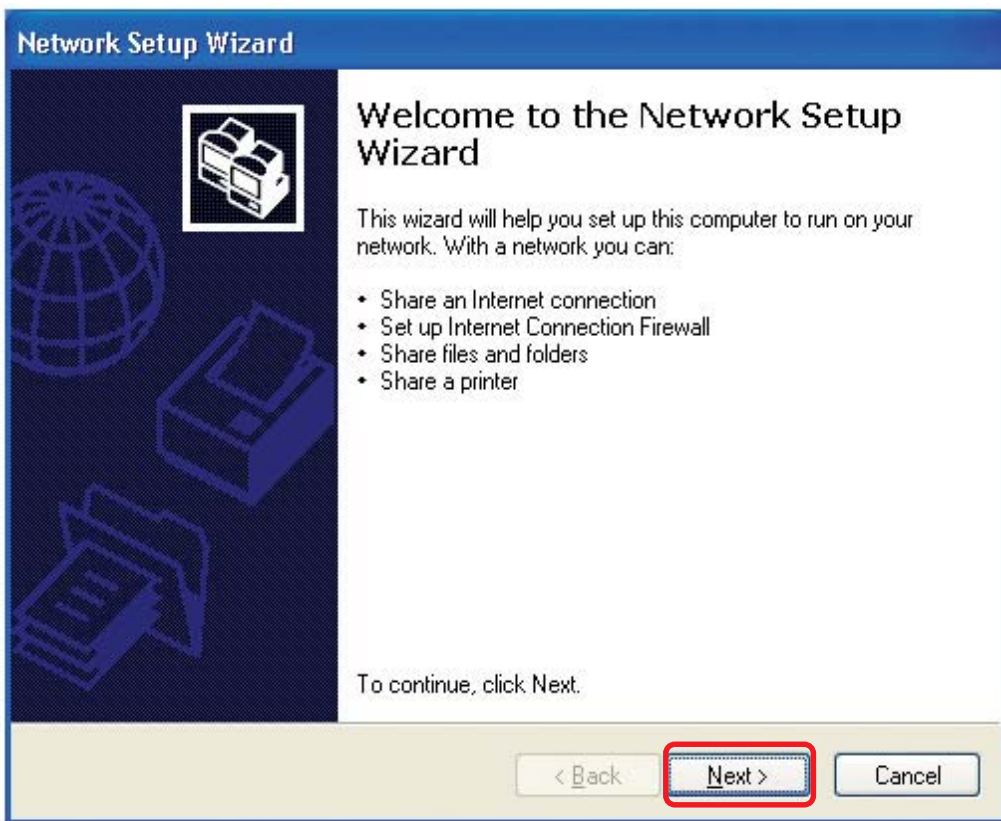 Network Setup Wizard
Welcome to the Network Setup
Wizard
This wizard will help you set up this computer to run on your
network. With a network you can:
• Share an Internet connection
• Set up Internet Connection Firewall
• Share files and folders
• Share a printer
To continue, click Next.
< Back Next > Cancel